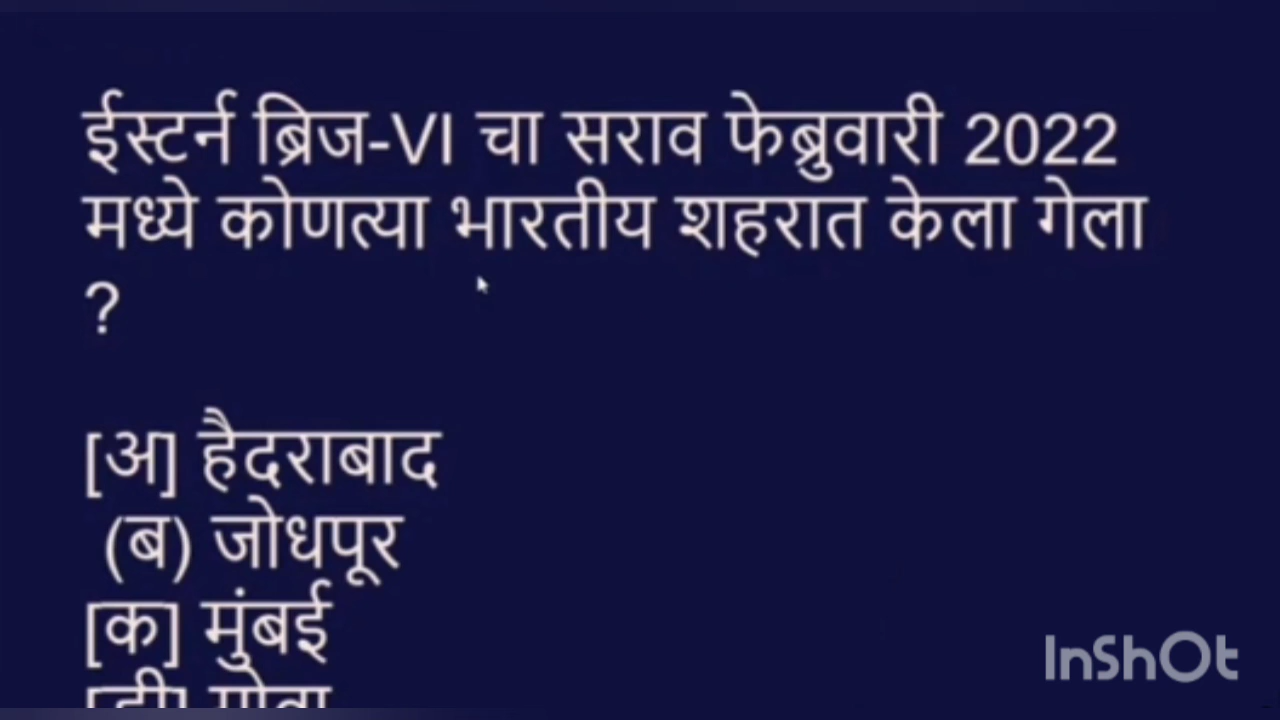 ईस्टर्न ब्रिज-VI चा सराव फेब्रुवारी 2022
मध्ये कोणत्या भारतीय शहरात केला गेला
?
[अ] हैदराबाद
(ब) जोधपूर
[क] मुंबई
[डी] गोवा
InShOt